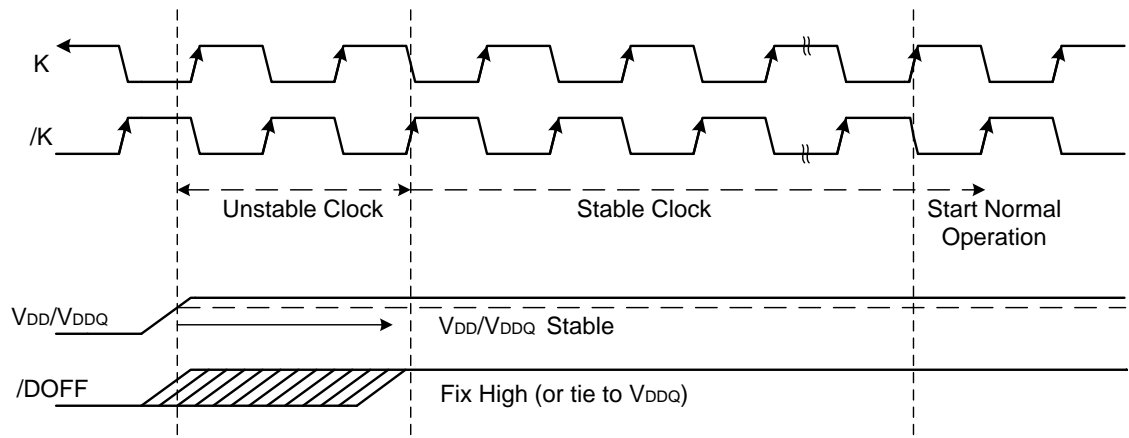 K
/K
Unstable Clock
Stable Clock
Start Normal
Operation
VDD/VDDQ
VDD/VDDQ Stable
/DOFF
Fix High (or tie to VDDQ)